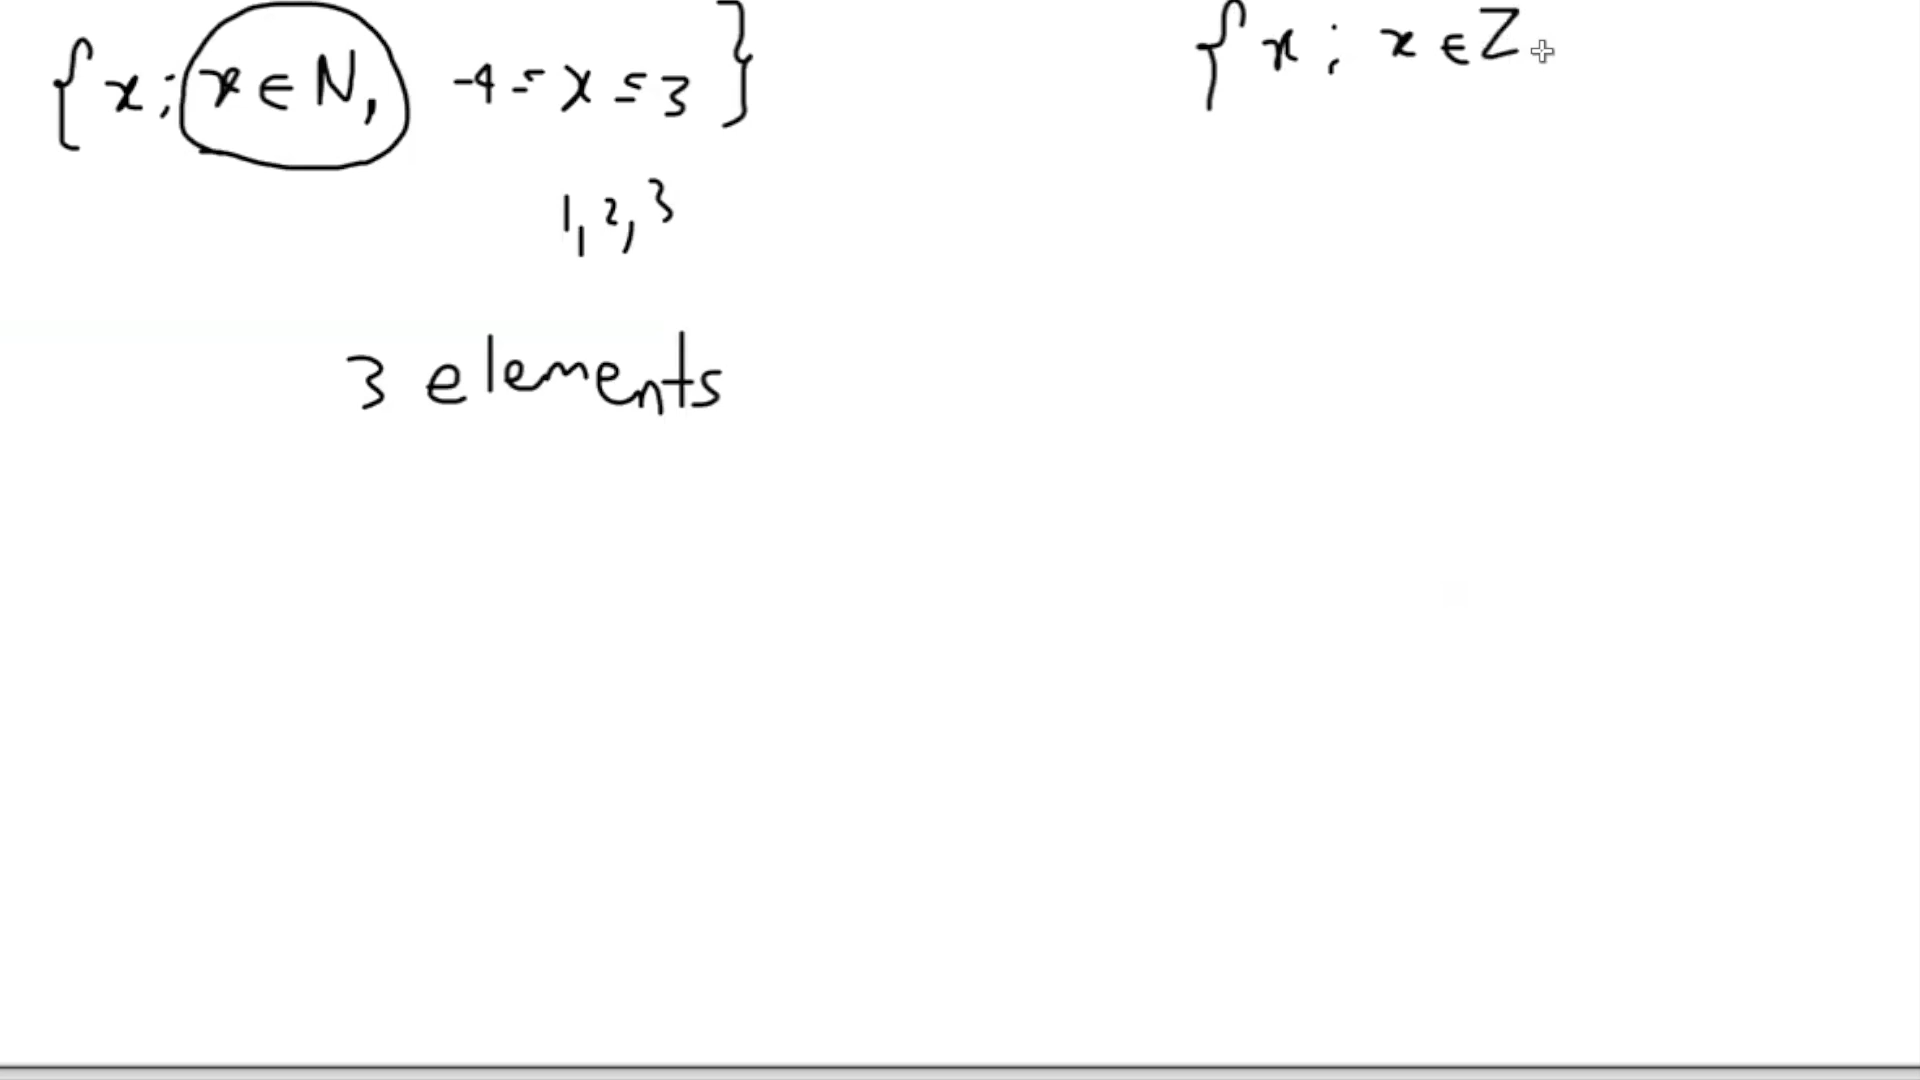 {x; x ∈ N, -4 ≤ x ≤ 3}
1, 2, 3
3 elements
{x; x ∈ Z